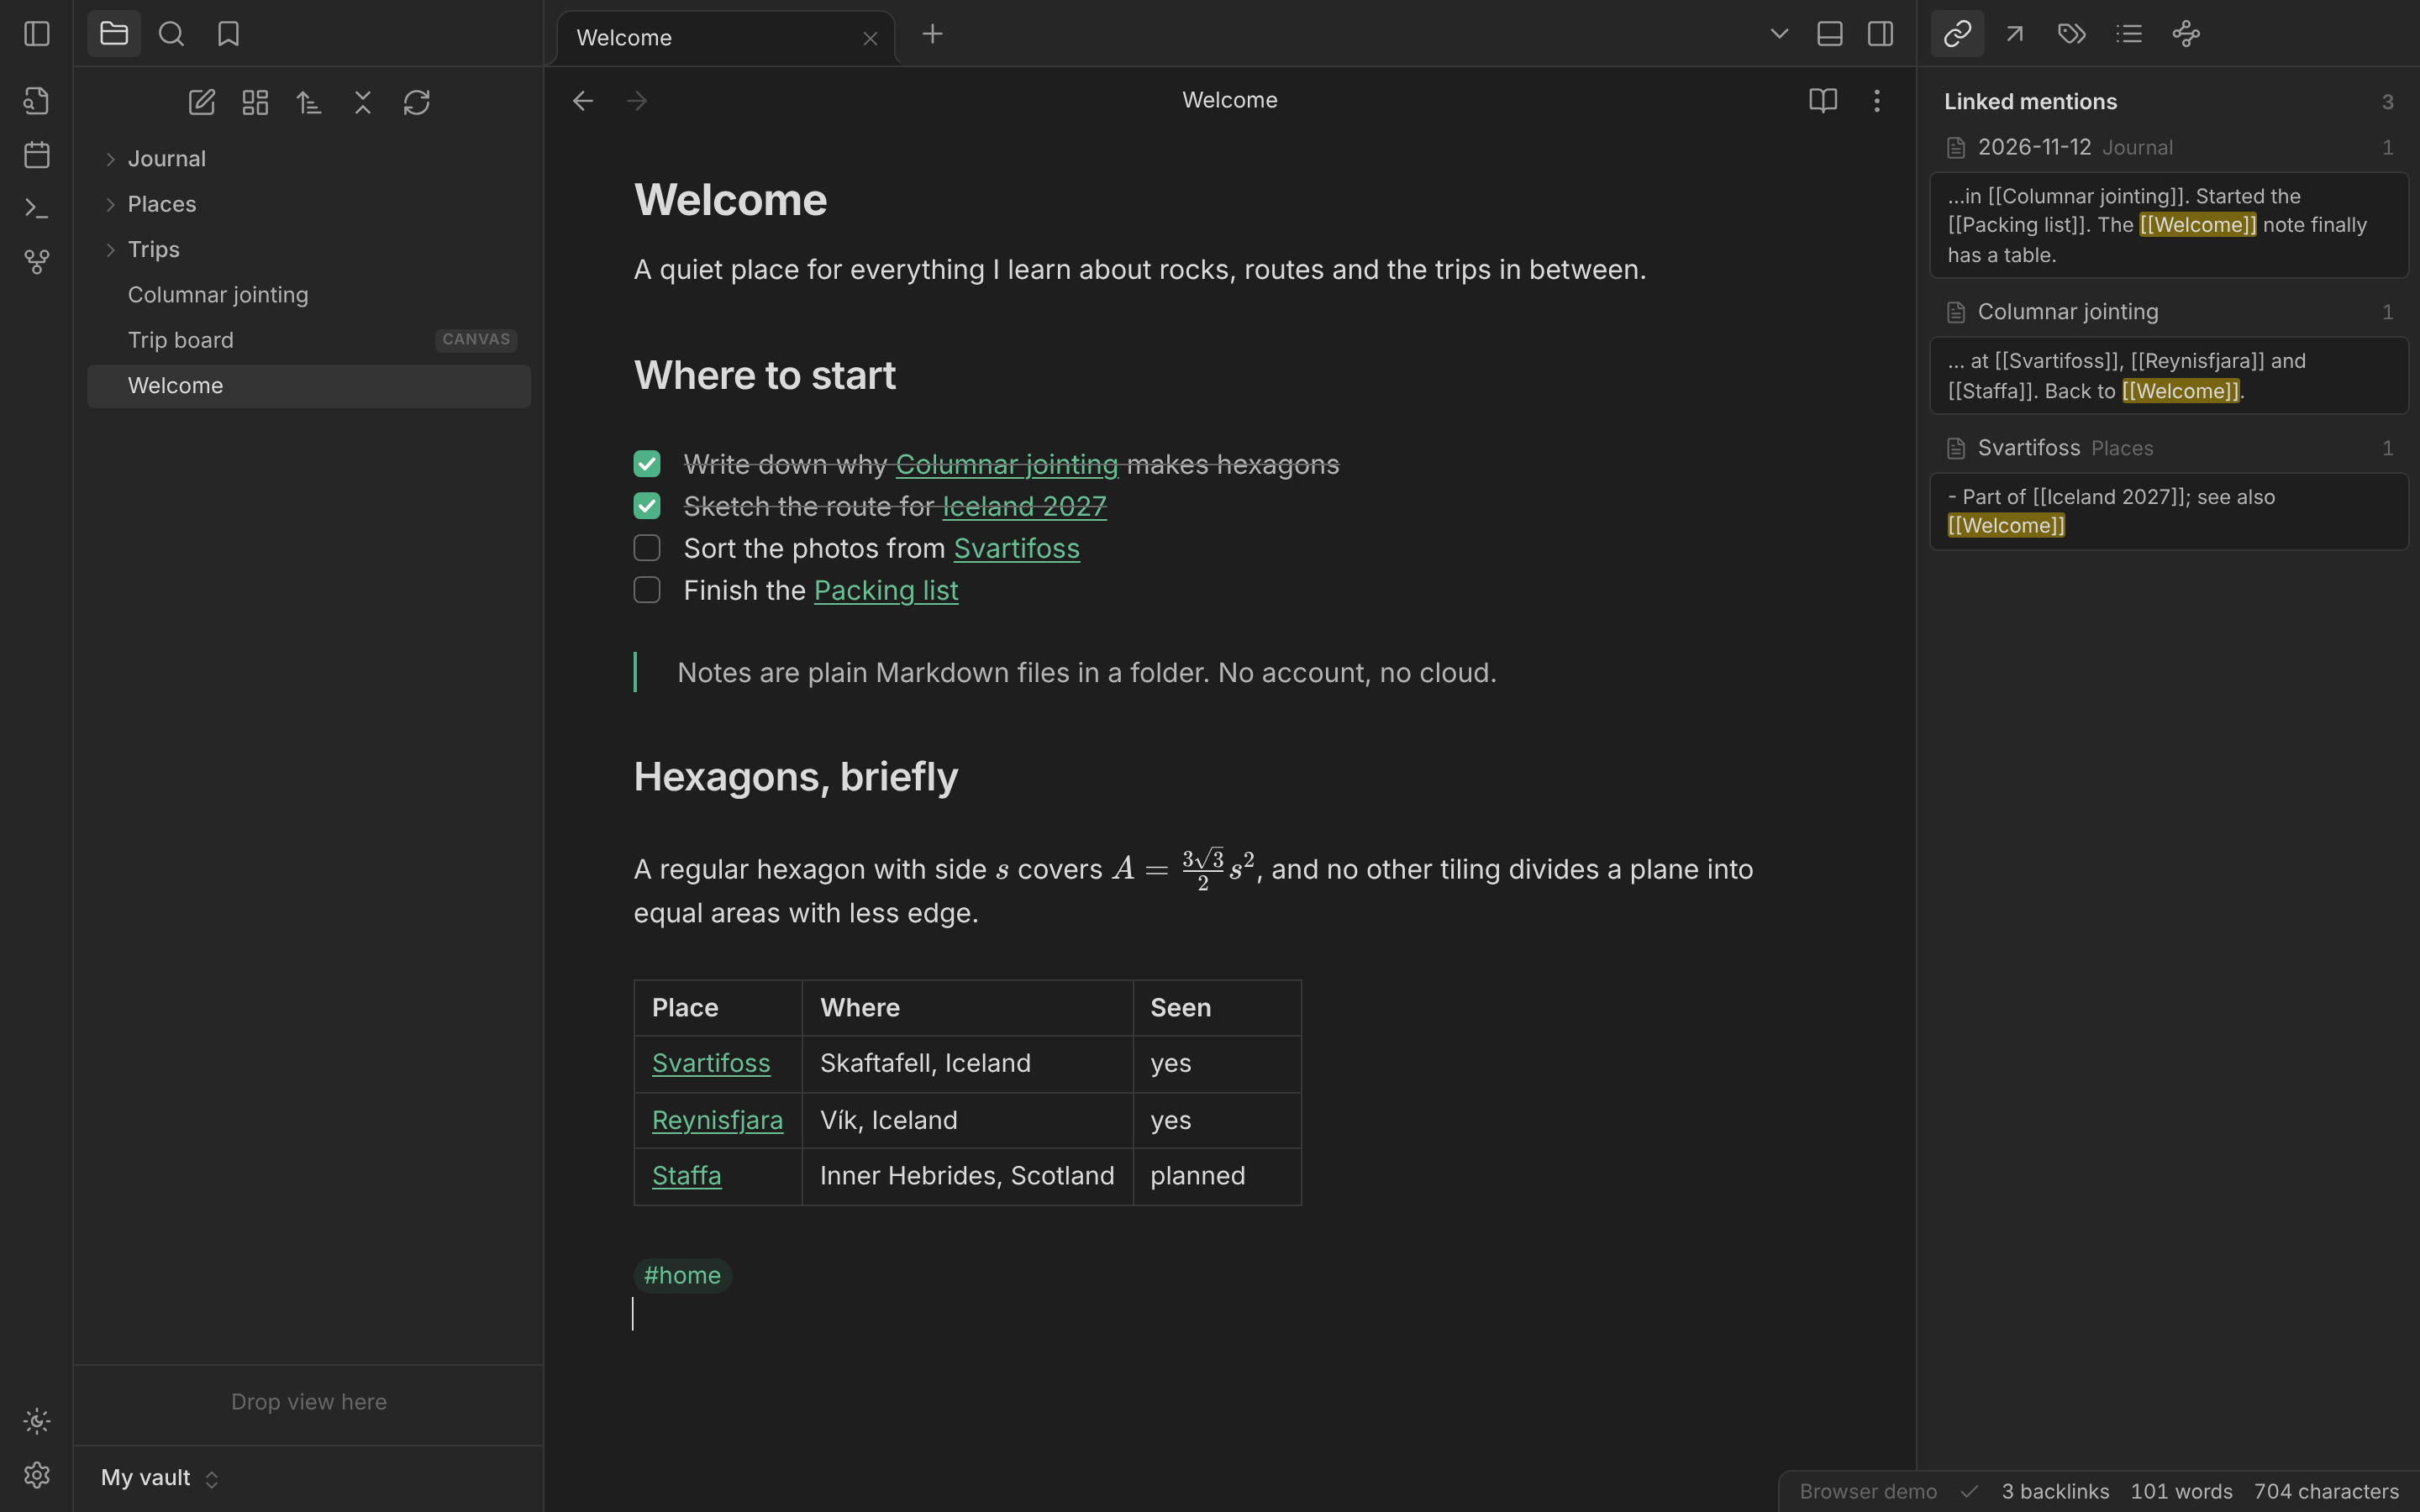 Welcome
Journal
Places
Trips
Columnar jointing
Trip board CANVAS
Welcome
Drop view here
My vault
Welcome
Welcome
A quiet place for everything I learn about rocks, routes and the trips in between.
Where to start
Write down why Columnar jointing makes hexagons
Sketch the route for Iceland 2027
Sort the photos from Svartifoss
Finish the Packing list
Notes are plain Markdown files in a folder. No account, no cloud.
Hexagons, briefly
A regular hexagon with side s covers A = 3√3/2 s², and no other tiling divides a plane into
equal areas with less edge.
Place Where Seen
Svartifoss Skaftafell, Iceland yes
Reynisfjara Vík, Iceland yes
Staffa Inner Hebrides, Scotland planned
#home
Linked mentions 3
2026-11-12 Journal 1
...in [[Columnar jointing]]. Started the
[[Packing list]]. The [[Welcome]] note finally
has a table.
Columnar jointing 1
... at [[Svartifoss]], [[Reynisfjara]] and
[[Staffa]]. Back to [[Welcome]].
Svartifoss Places 1
- Part of [[Iceland 2027]]; see also
[[Welcome]]
Browser demo 3 backlinks 101 words 704 characters